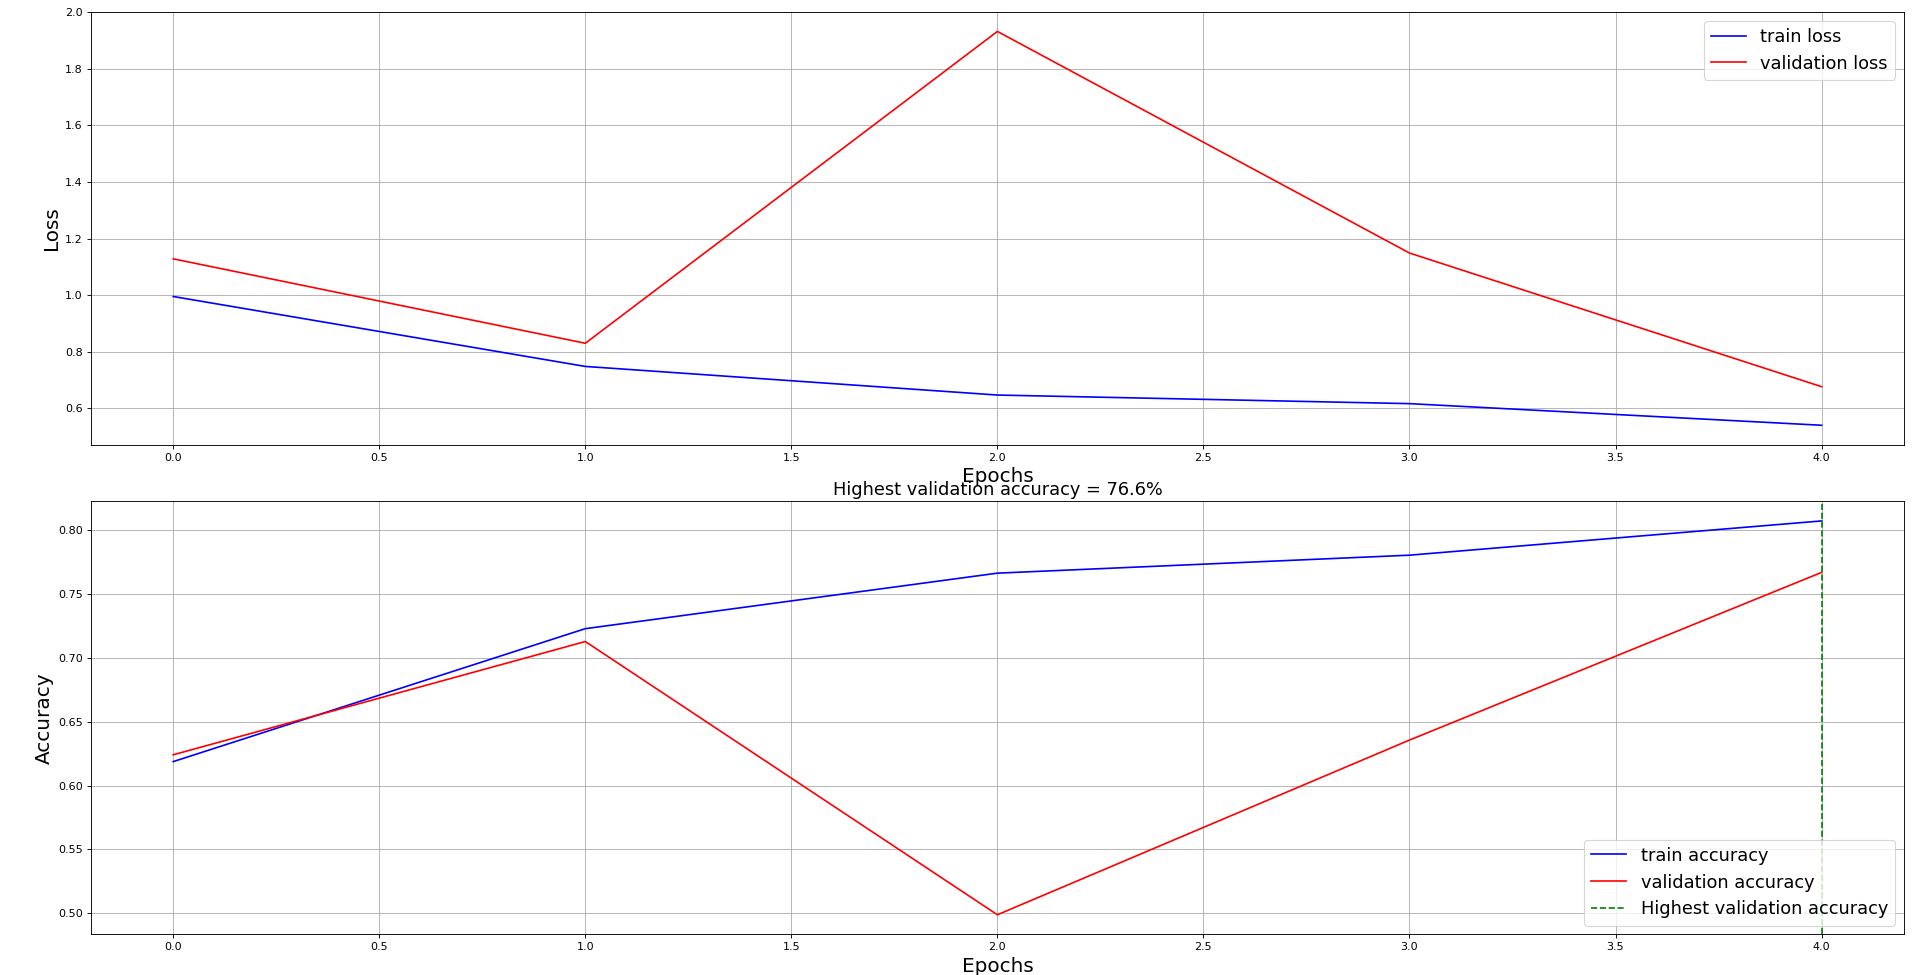 2.0
1.8
1.6
1.4
1.2
1.0
0.8
0.6
Loss
train loss
validation loss
0.0 0.5 1.0 1.5 2.0 2.5 3.0 3.5 4.0
Epochs
Highest validation accuracy = 76.6%
0.80
0.75
0.70
0.65
0.60
0.55
0.50
Accuracy
train accuracy
validation accuracy
Highest validation accuracy
0.0 0.5 1.0 1.5 2.0 2.5 3.0 3.5 4.0
Epochs